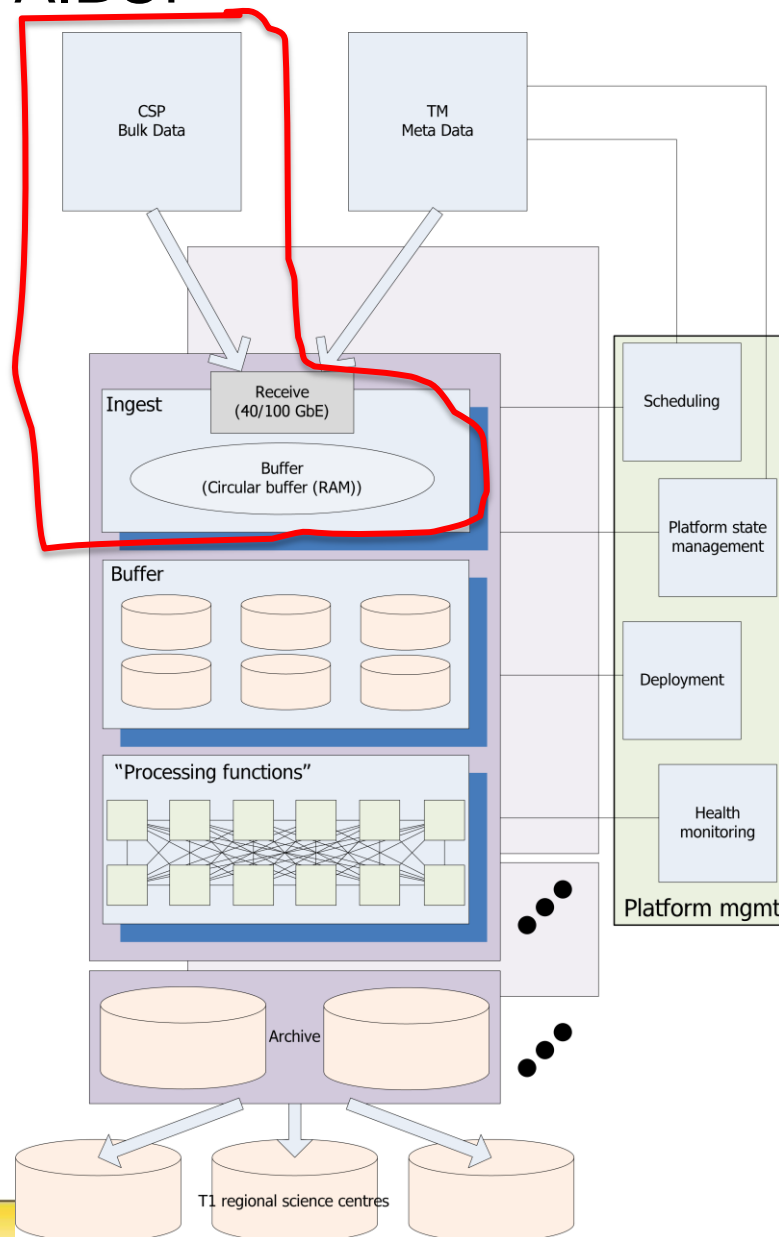 CSP
Bulk Data
TM
Meta Data
Ingest
Receive
(40/100 GbE)
Buffer
(Circular buffer (RAM))
Scheduling
Platform state
management
Buffer
Deployment
“Processing functions”
Health
monitoring
Platform mgmt
Archive
T1 regional science centres